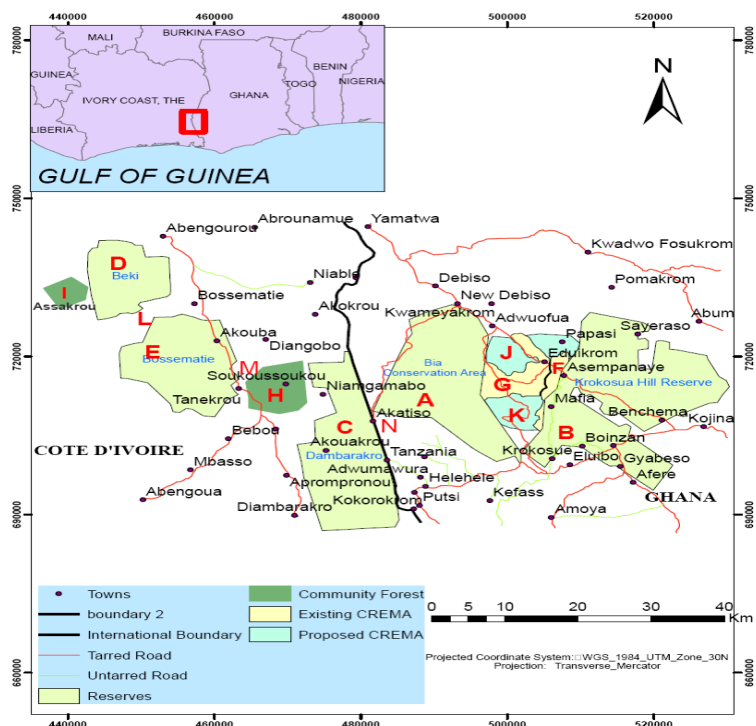 440000 460000 480000 500000 520000
780000
780000
MALI
BURKINA FASO
GUINEA
BENIN
NIGERIA
IVORY COAST, THE
GHANA
TOGO
LIBERIA
GULF OF GUINEA
N
750000
750000
Abrounamue
Yamatwa
Abengourou
Kwadwo Fosukrom
D
Beki
Niable
Debiso
Pomakrom
I
Assakrou
Bossematie
Akokrou
New Debiso
Kwameyakrom
Adwuofua
Abum
L
Sayeraso
Akouba
Papasi
720000
720000
E
Bossematie
Diangobo
J
Eduikrom
M
Bia
Conservation Area
F
Asempanaye
Soukoussoukou
G
Krokosua Hill Reserve
Tanekrou
H
Niamgamabo
A
Mafia
K
Benchema
Akatiso
N
Bebou
C
B
Kojina
COTE D'IVOIRE
Akouakrou
Boinzan
Dambarakro
Tanzania
Krokosue
Mbasso
Adwumawura
Eluibo
Gyabeso
Aprompronou
Helehele
Afere
Abengoua
Kokorokrom
Putsi
Kefass
GHANA
Diambarakro
Amoya
690000
690000
Towns
Community Forest
boundary 2
Existing CREMA
International Boundary
Proposed CREMA
0 5 10 20 30 40
Km
Tarred Road
Untarred Road
Reserves
Projected Coordinate System:□WGS_1984_UTM_Zone_30N
Projection: Transverse_Mercator
660000
660000
440000 460000 480000 500000 520000